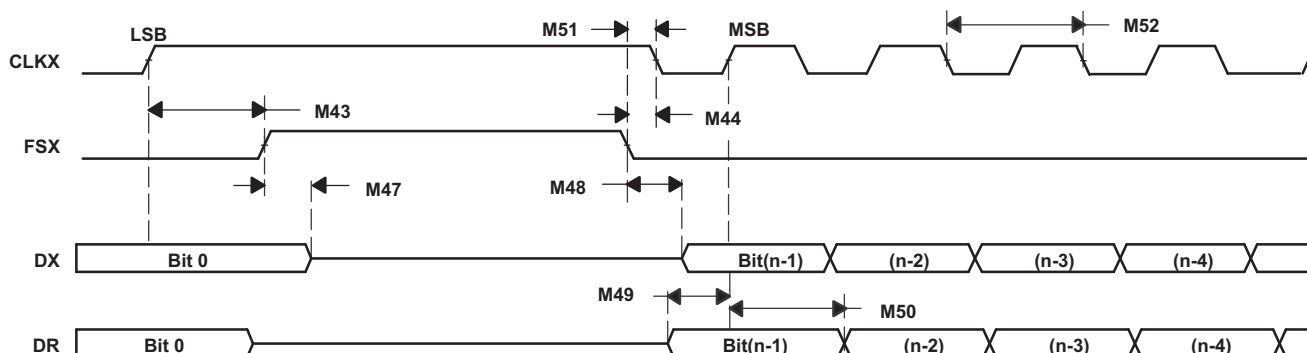 LSB M51 MSB M52
CLKX
M43 M44
FSX
M47 M48
DX Bit 0 Bit(n-1) (n-2) (n-3) (n-4)
M49 M50
DR Bit 0 Bit(n-1) (n-2) (n-3) (n-4)